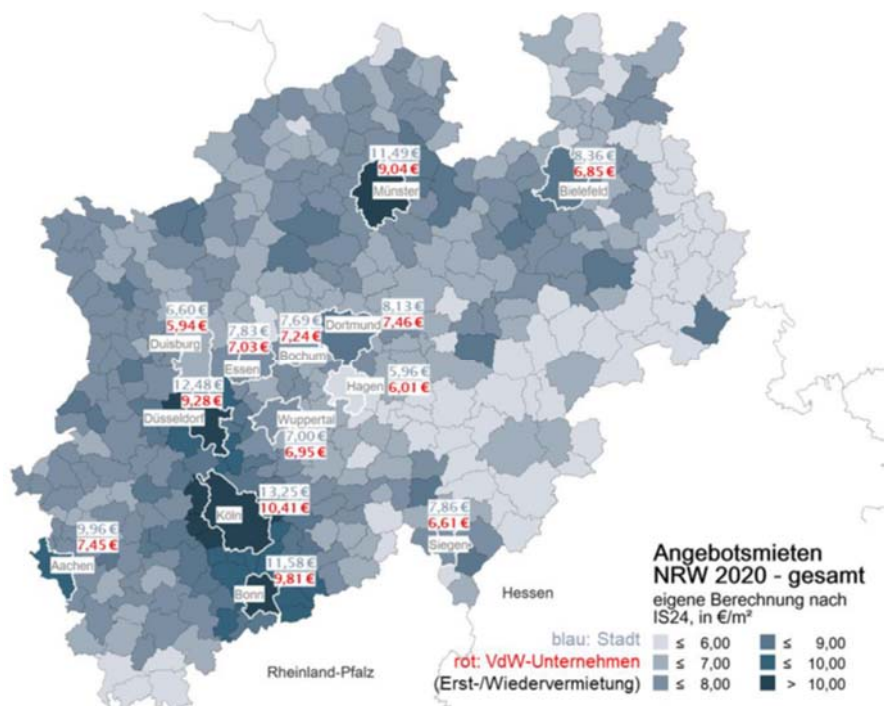 11,49 €
9,04 €
Münster
8,36 €
6,85 €
Bielefeld
6,60 €
5,94 €
Duisburg
7,83 €
7,03 €
Essen
7,69 €
7,24 €
Bochum
Dortmund
8,13 €
7,46 €
12,48 €
9,28 €
Düsseldorf
5,96 €
6,01 €
Hagen
Wuppertal
7,00 €
6,95 €
13,25 €
10,41 €
Köln
9,96 €
7,45 €
Aachen
11,58 €
9,81 €
Bonn
7,86 €
6,61 €
Siegen
Hessen
Rheinland-Pfalz
Angebotsmieten
NRW 2020 - gesamt
eigene Berechnung nach
IS24, in €/m²
blau: Stadt
rot: VdW-Unternehmen
(Erst-/Wiedervermietung)
≤ 6,00
≤ 7,00
≤ 8,00
≤ 9,00
≤ 10,00
> 10,00